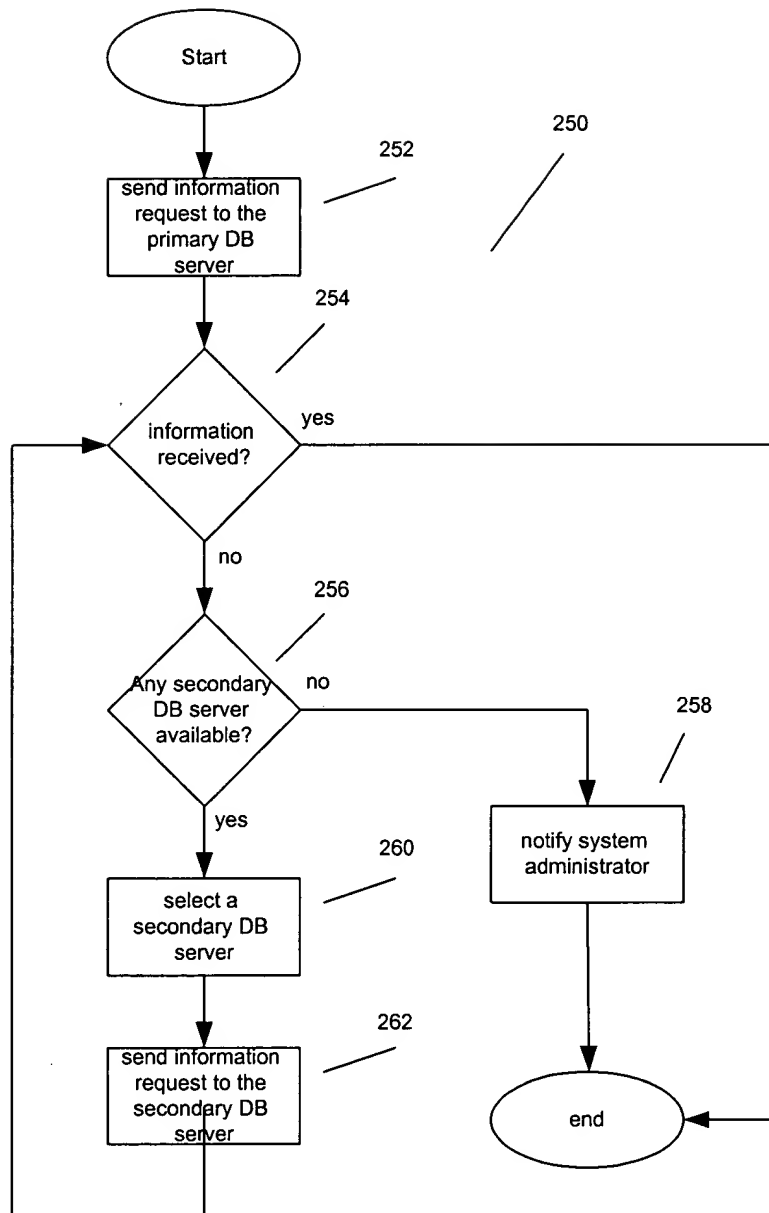 Start
250
252
send information
request to the
primary DB
server
254
yes
information
received?
no
256
Any secondary
DB server
available?
no
258
yes
notify system
administrator
260
select a
secondary DB
server
262
send information
request to the
secondary DB
server
end